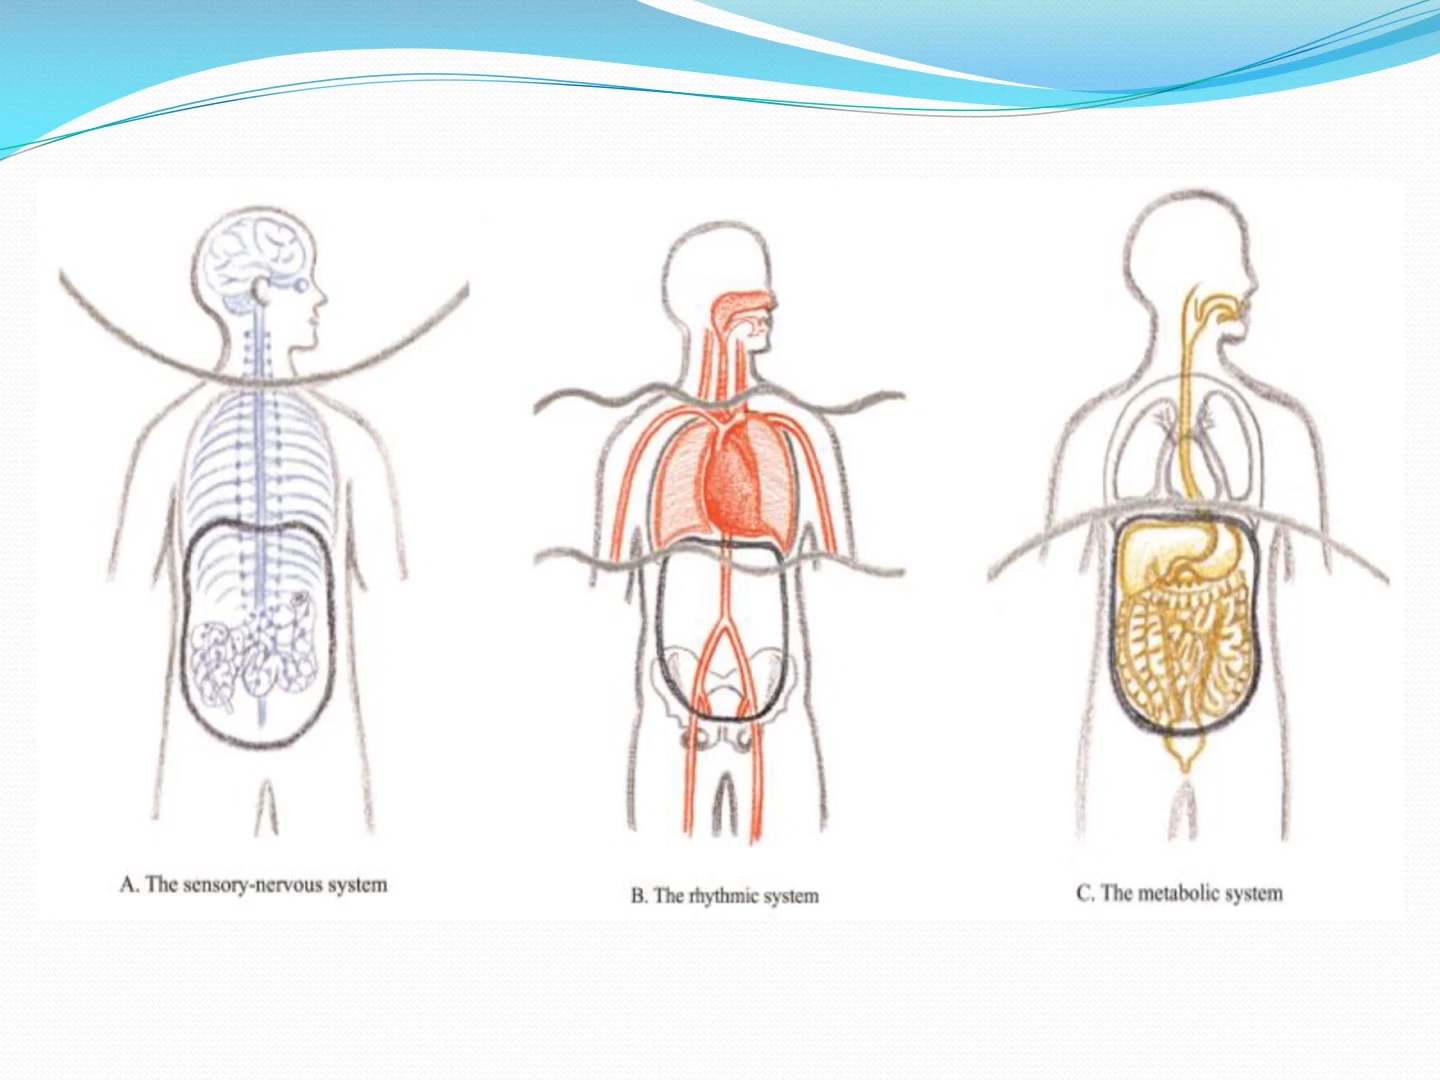 A. The sensory-nervous system
B. The rhythmic system
C. The metabolic system